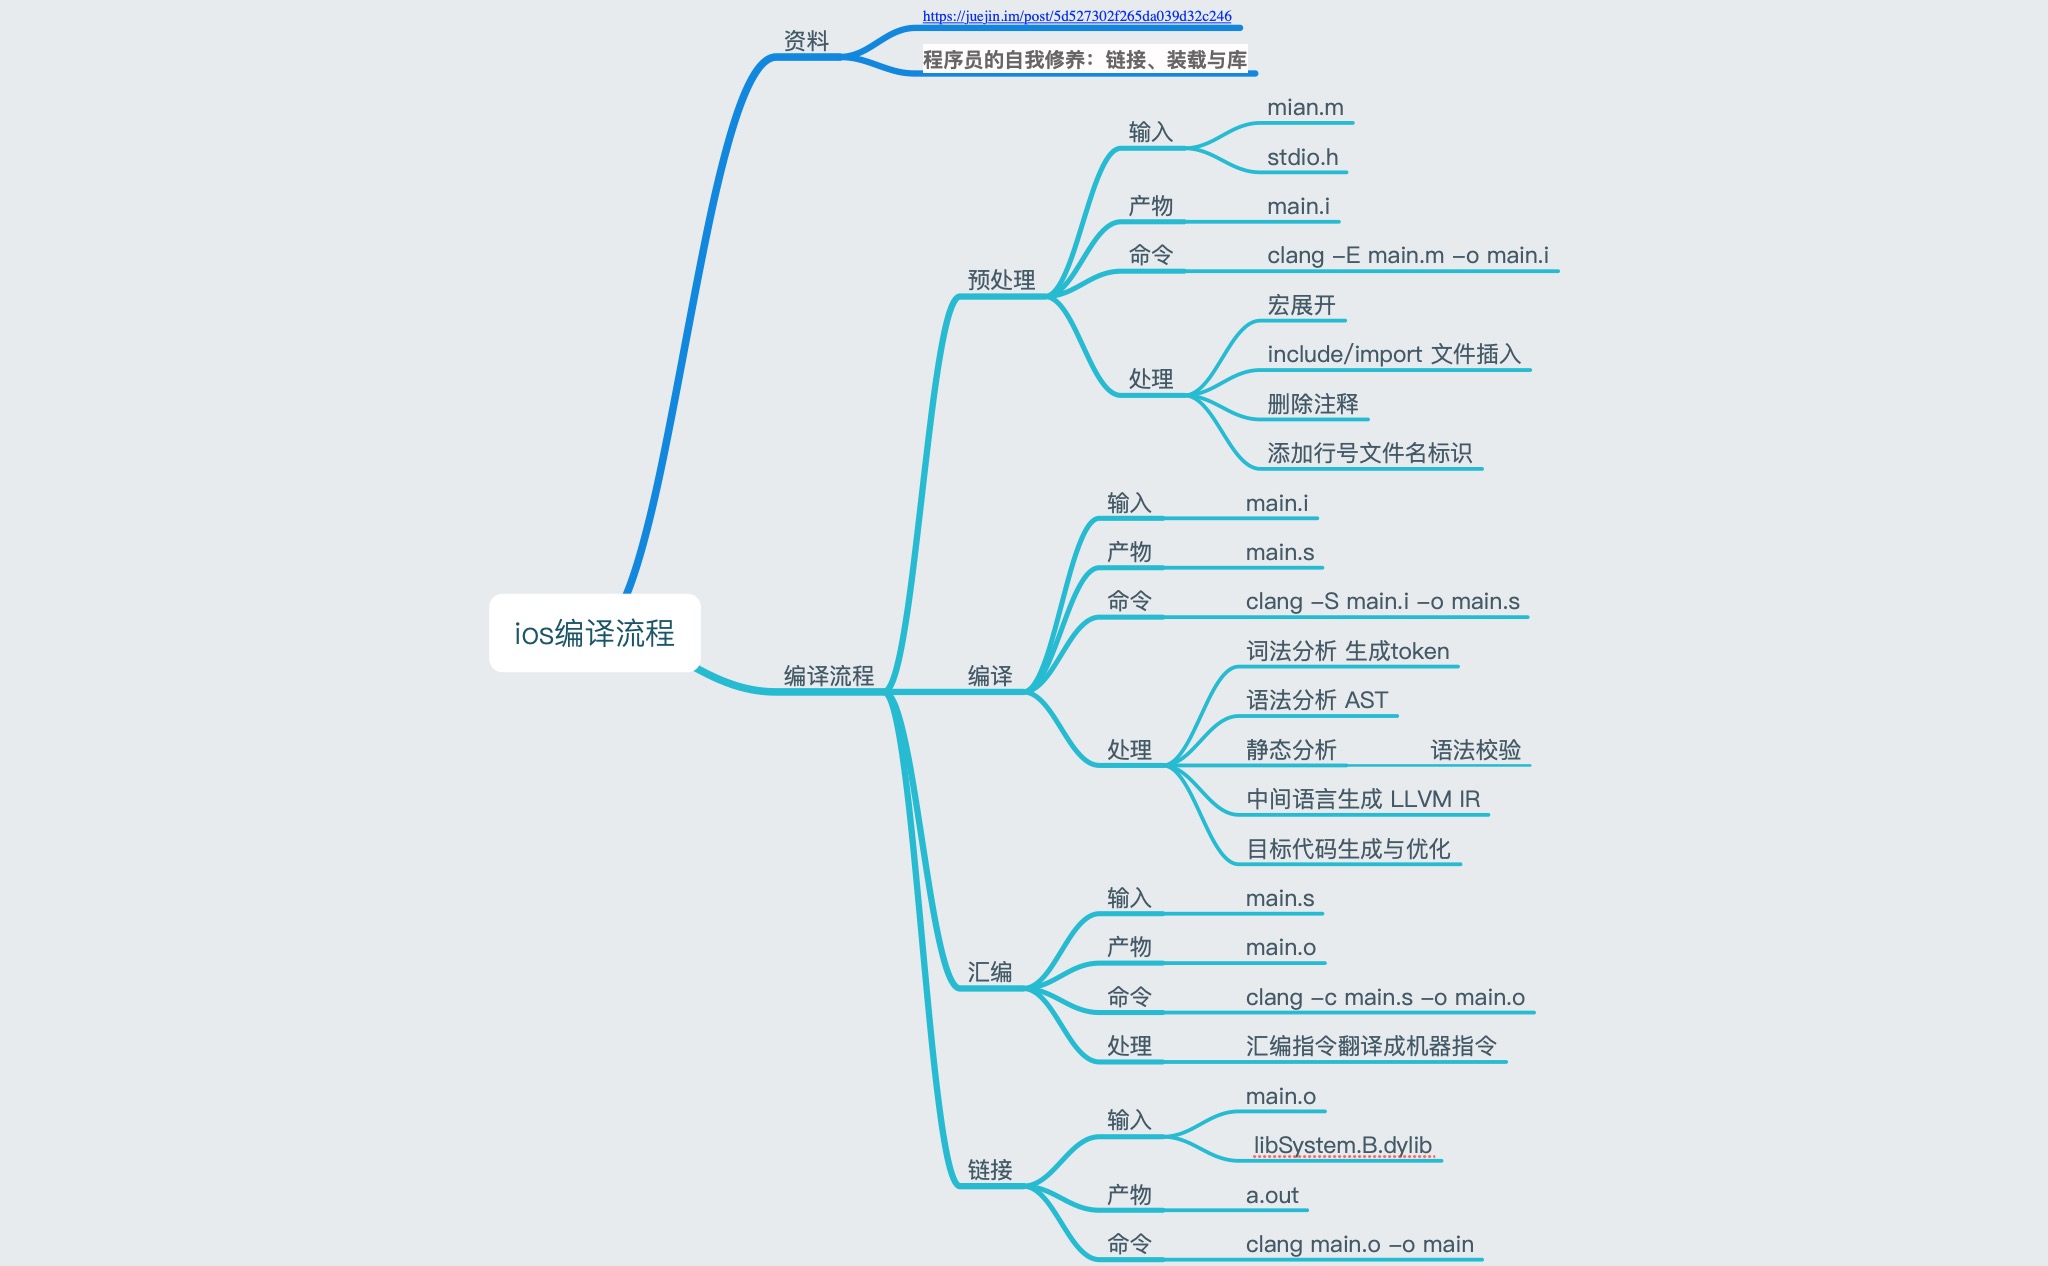 https://juejin.im/post/5d527302f265da039d32c246
资料
程序员的自我修养：链接、装载与库
mian.m
输入
stdio.h
产物 main.i
命令 clang –E main.m –o main.i
预处理
宏展开
include/import 文件插入
处理
删除注释
添加行号文件名标识
输入 main.i
产物 main.s
命令 clang –S main.i –o main.s
ios编译流程
编译流程 编译
词法分析 生成token
语法分析 AST
处理 静态分析 语法校验
中间语言生成 LLVM IR
目标代码生成与优化
输入 main.s
产物 main.o
汇编
命令 clang –c main.s –o main.o
处理 汇编指令翻译成机器指令
main.o
输入
libSystem.B.dylib
链接
产物 a.out
命令 clang main.o –o main